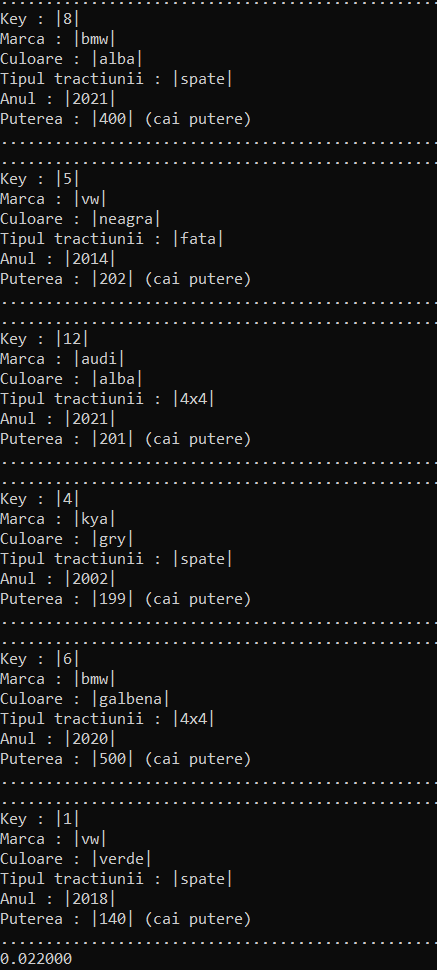 ..................................................
Key : |8|
Marca : |bmw|
Culoare : |alba|
Tipul tractiunii : |spate|
Anul : |2021|
Puterea : |400| (cai putere)
..................................................
..................................................
Key : |5|
Marca : |vw|
Culoare : |neagra|
Tipul tractiunii : |fata|
Anul : |2014|
Puterea : |202| (cai putere)
..................................................
..................................................
Key : |12|
Marca : |audi|
Culoare : |alba|
Tipul tractiunii : |4x4|
Anul : |2021|
Puterea : |201| (cai putere)
..................................................
..................................................
Key : |4|
Marca : |kya|
Culoare : |gry|
Tipul tractiunii : |spate|
Anul : |2002|
Puterea : |199| (cai putere)
..................................................
..................................................
Key : |6|
Marca : |bmw|
Culoare : |galbena|
Tipul tractiunii : |4x4|
Anul : |2020|
Puterea : |500| (cai putere)
..................................................
..................................................
Key : |1|
Marca : |vw|
Culoare : |verde|
Tipul tractiunii : |spate|
Anul : |2018|
Puterea : |140| (cai putere)
..................................................
0.022000